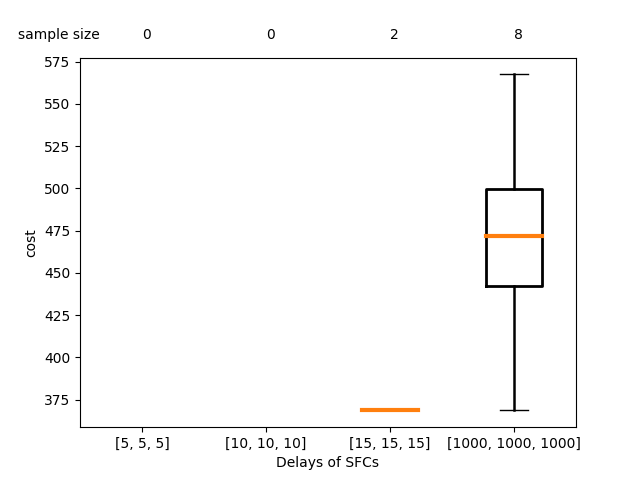 sample size 0 0 2 8
575
550
525
500
475
450
425
400
375
cost
[5, 5, 5] [10, 10, 10] [15, 15, 15] [1000, 1000, 1000]
Delays of SFCs